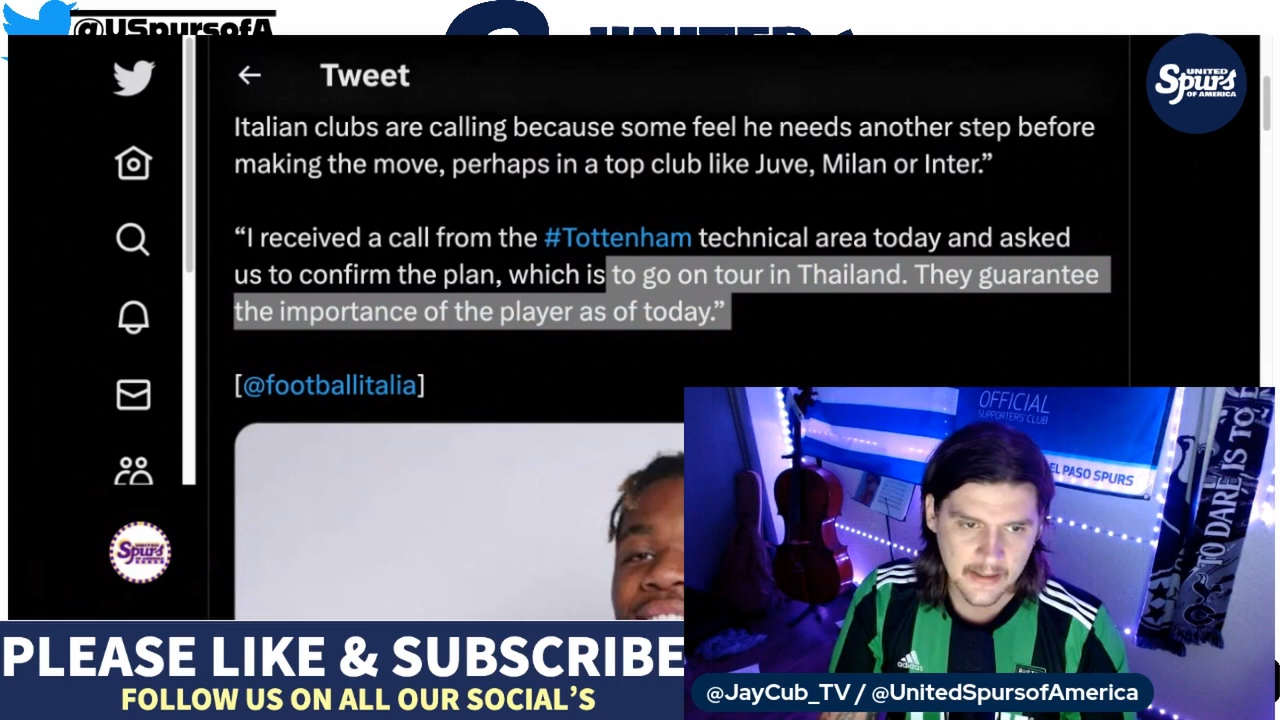 @USpursofA
UNITED
UNITED
Spurs
OF AMERICA
Tweet
Italian clubs are calling because some feel he needs another step before
making the move, perhaps in a top club like Juve, Milan or Inter.”
“I received a call from the #Tottenham technical area today and asked
us to confirm the plan, which is to go on tour in Thailand. They guarantee
the importance of the player as of today.”
[@footballitalia]
OFFICIAL
SUPPORTERS' CLUB
EL PASO SPURS
TO DARE IS TO
Spurs
adidas
PLEASE LIKE & SUBSCRIBE
FOLLOW US ON ALL OUR SOCIAL’S
@JayCub_TV / @UnitedSpursofAmerica